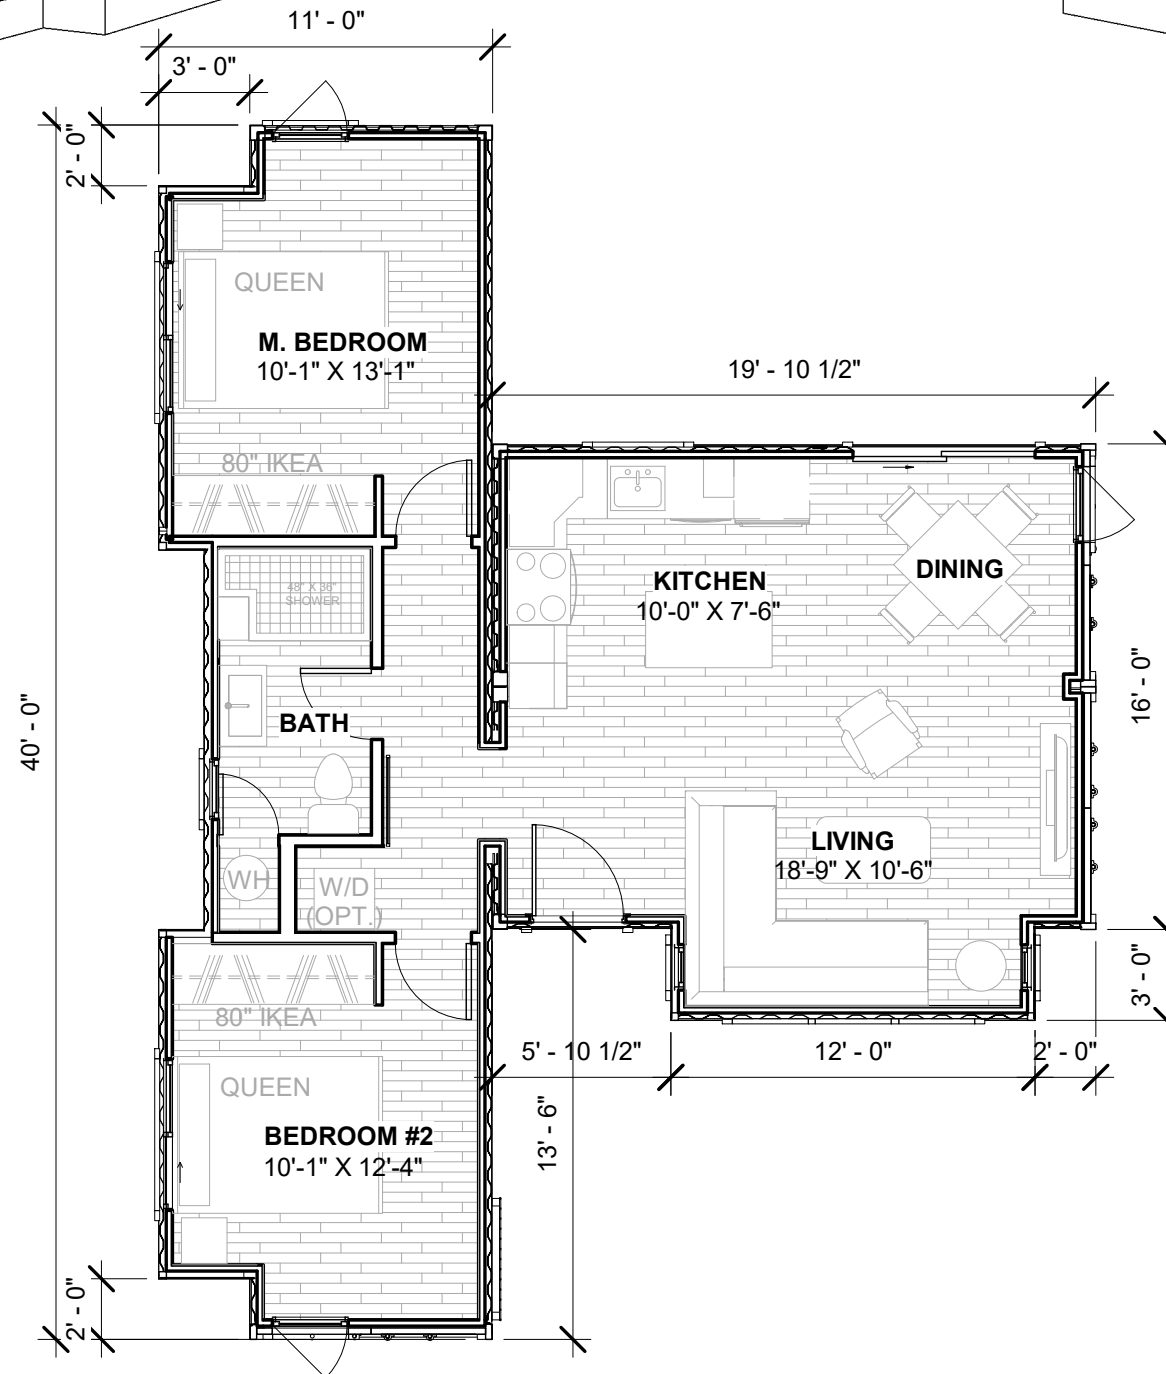 11' - 0"
3' - 0"
2' - 0"
QUEEN
M. BEDROOM
10'-1" X 13'-1"
80" IKEA
19' - 10 1/2"
48" X 36"
SHOWER
KITCHEN
10'-0" X 7'-6"
DINING
40' - 0"
BATH
16' - 0"
LIVING
18'-9" X 10'-6"
WH
W/D
(OPT.)
3' - 0"
80" IKEA
5' - 10 1/2"
12' - 0"
2' - 0"
QUEEN
BEDROOM #2
10'-1" X 12'-4"
13' - 6"
2' - 0"